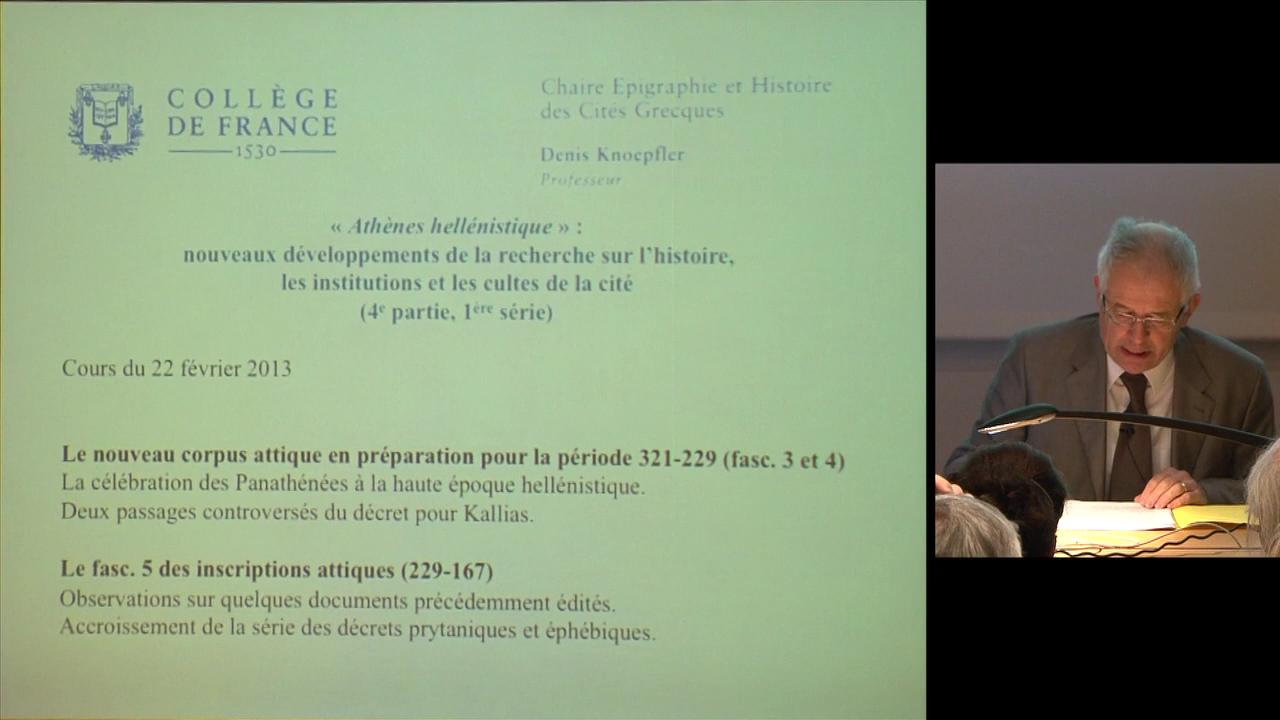 COLLÈGE
DE FRANCE
1530
Chaire Epigraphie et Histoire
des Cités Grecques
Denis Knoepfler
Professeur
« Athènes hellénistique » :
nouveaux développements de la recherche sur l'histoire,
les institutions et les cultes de la cité
(4e partie, 1ère série)
Cours du 22 février 2013
Le nouveau corpus attique en préparation pour la période 321-229 (fasc. 3 et 4)
La célébration des Panathénées à la haute époque hellénistique.
Deux passages controversés du décret pour Kallias.
Le fasc. 5 des inscriptions attiques (229-167)
Observations sur quelques documents précédemment édités.
Accroissement de la série des décrets prytaniques et éphébiques.